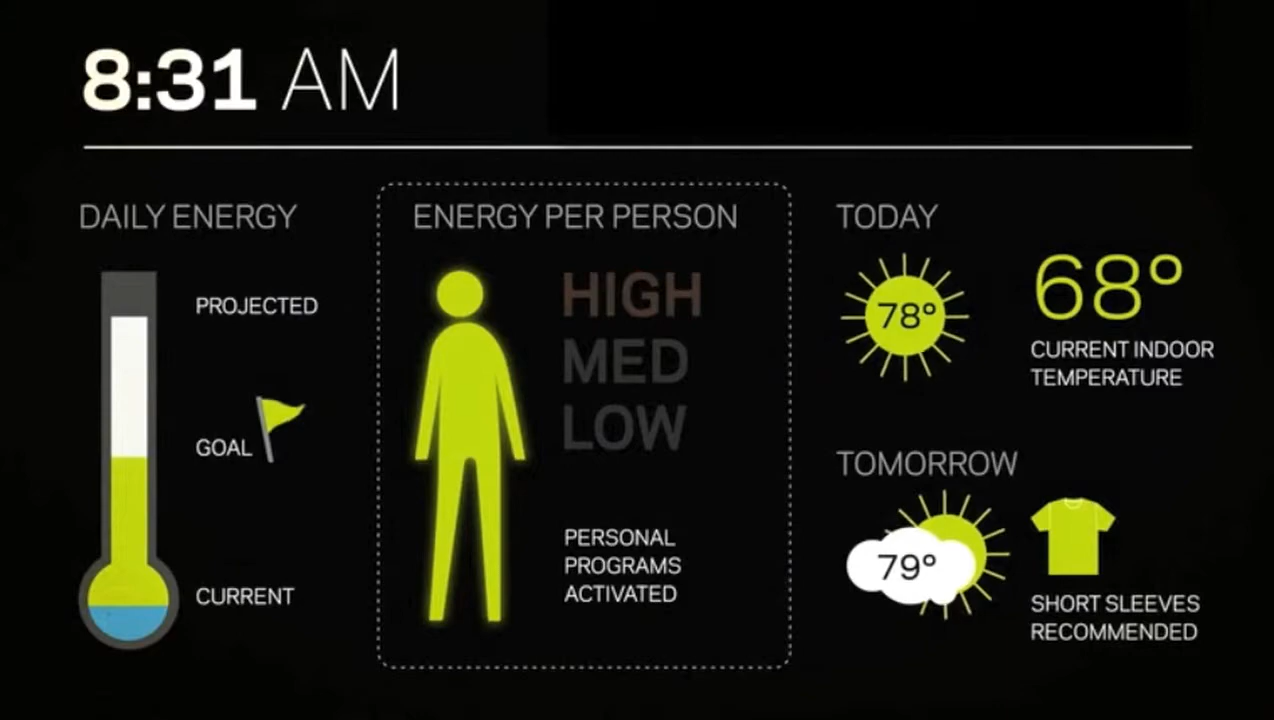 8:31 AM
DAILY ENERGY
PROJECTED
GOAL
CURRENT
ENERGY PER PERSON
HIGH
MED
LOW
PERSONAL
PROGRAMS
ACTIVATED
TODAY
78°
68°
CURRENT INDOOR
TEMPERATURE
TOMORROW
79°
SHORT SLEEVES
RECOMMENDED